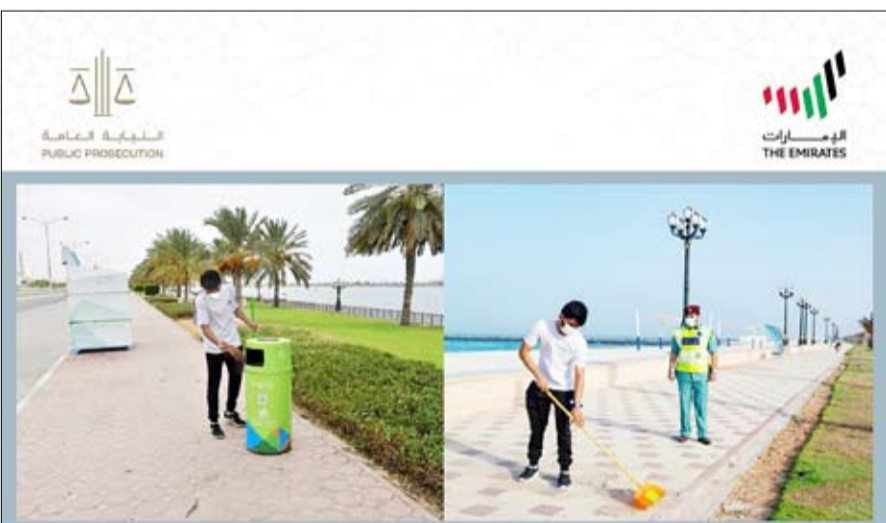 النيابة العامة
PUBLIC PROSECUTION
الإمارات
THE EMIRATES